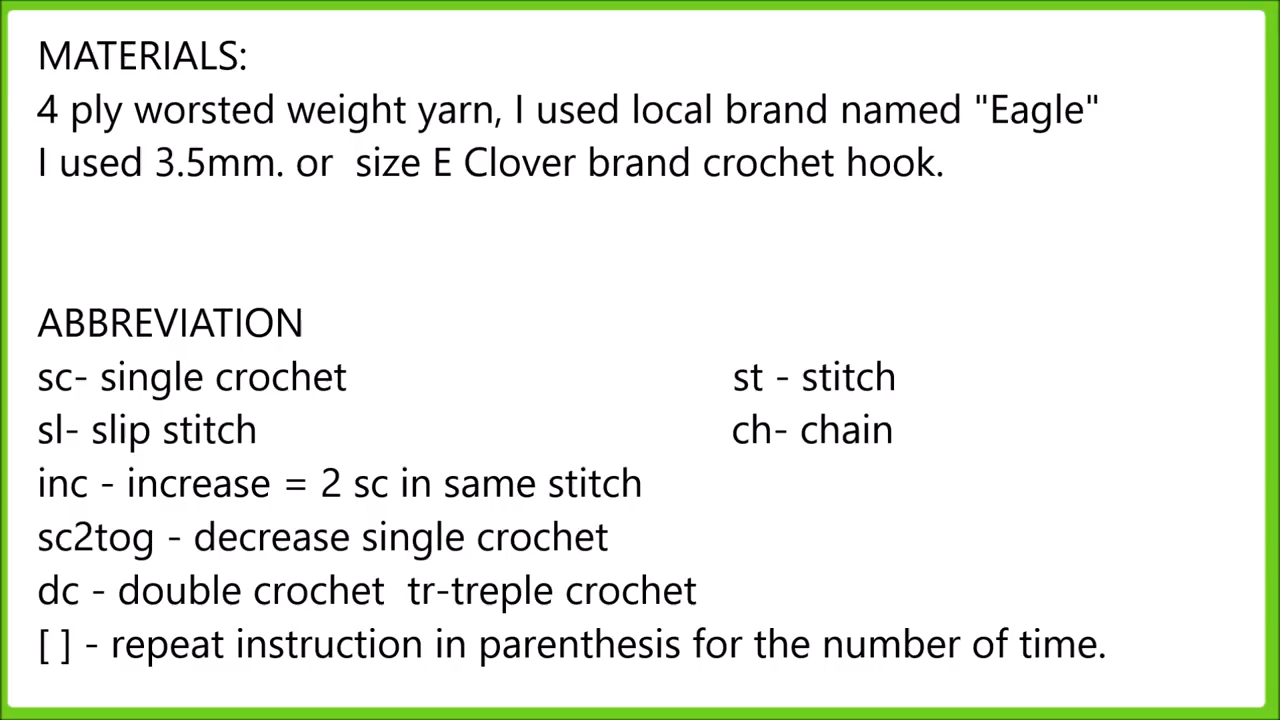 MATERIALS:
4 ply worsted weight yarn, I used local brand named "Eagle"
I used 3.5mm. or  size E Clover brand crochet hook.
ABBREVIATION
sc- single crochet st - stitch
sl- slip stitch ch- chain
inc - increase = 2 sc in same stitch
sc2tog - decrease single crochet
dc - double crochet  tr-treple crochet
[ ] - repeat instruction in parenthesis for the number of time.